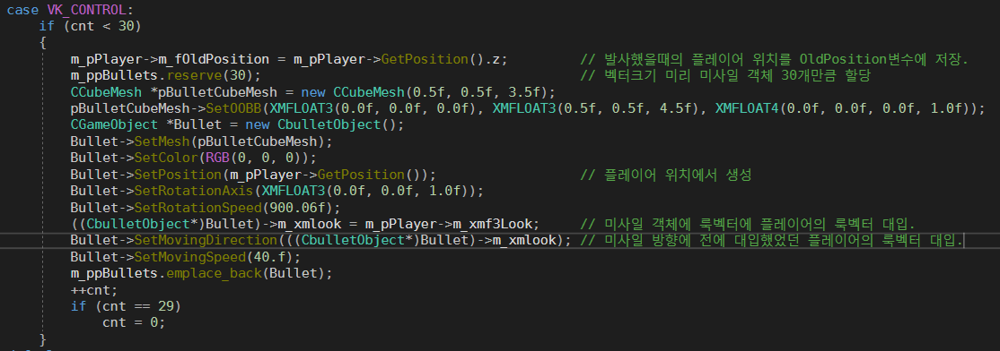 case VK_CONTROL:
if (cnt < 30)
{
m_pPlayer->m_fOldPosition = m_pPlayer->GetPosition().z; // 발사했을때의 플레이어 위치를 OldPosition변수에 저장.
m_ppBullets.reserve(30); // 벡터크기 미리 미사일 객체 30개만큼 할당
CCubeMesh *pBulletCubeMesh = new CCubeMesh(0.5f, 0.5f, 3.5f);
pBulletCubeMesh->SetOOBB(XMFLOAT3(0.0f, 0.0f, 0.0f), XMFLOAT3(0.5f, 0.5f, 4.5f), XMFLOAT4(0.0f, 0.0f, 0.0f, 1.0f));
CGameObject *Bullet = new CbulletObject();
Bullet->SetMesh(pBulletCubeMesh);
Bullet->SetColor(RGB(0, 0, 0));
Bullet->SetPosition(m_pPlayer->GetPosition()); // 플레이어 위치에서 생성
Bullet->SetRotationAxis(XMFLOAT3(0.0f, 0.0f, 1.0f));
Bullet->SetRotationSpeed(900.06f);
((CbulletObject*)Bullet)->m_xmlook = m_pPlayer->m_xmf3Look; // 미사일 객체에 룩벡터에 플레이어의 룩벡터 대입.
Bullet->SetMovingDirection(((CbulletObject*)Bullet)->m_xmlook); // 미사일 방향에 전에 대입했었던 플레이어의 룩벡터 대입.
Bullet->SetMovingSpeed(40.f);
m_ppBullets.emplace_back(Bullet);
++cnt;
if (cnt == 29)
cnt = 0;
}